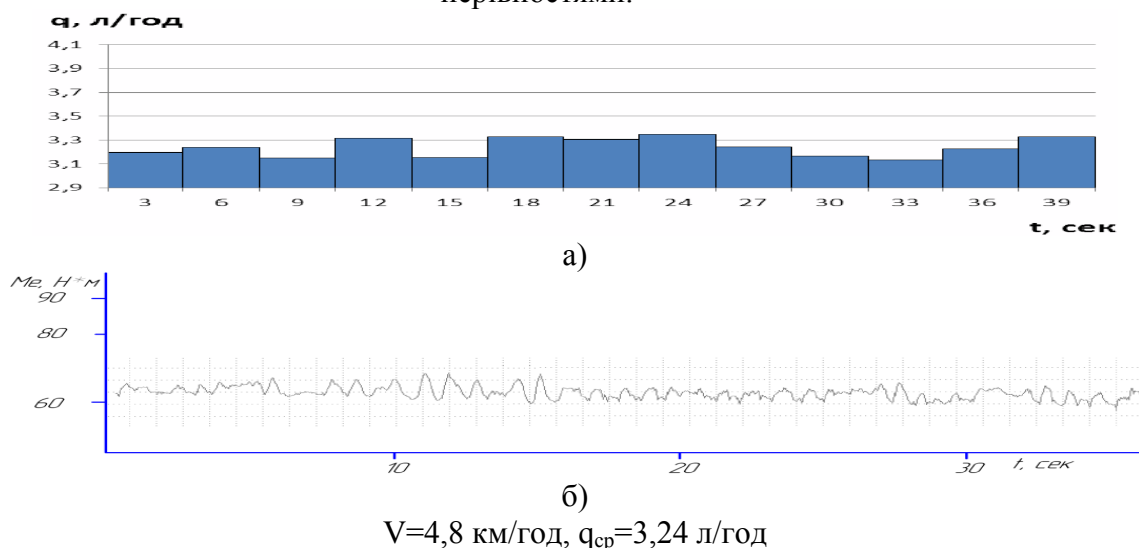 нерівностями.
q, л/год
4,1
3,9
3,7
3,5
3,3
3,1
2,9
3 6 9 12 15 18 21 24 27 30 33 36 39
t, сек
а)
Me, Н*м
90
80
60
10 20 30 t, сек
б)
V=4,8 км/год, qср=3,24 л/год